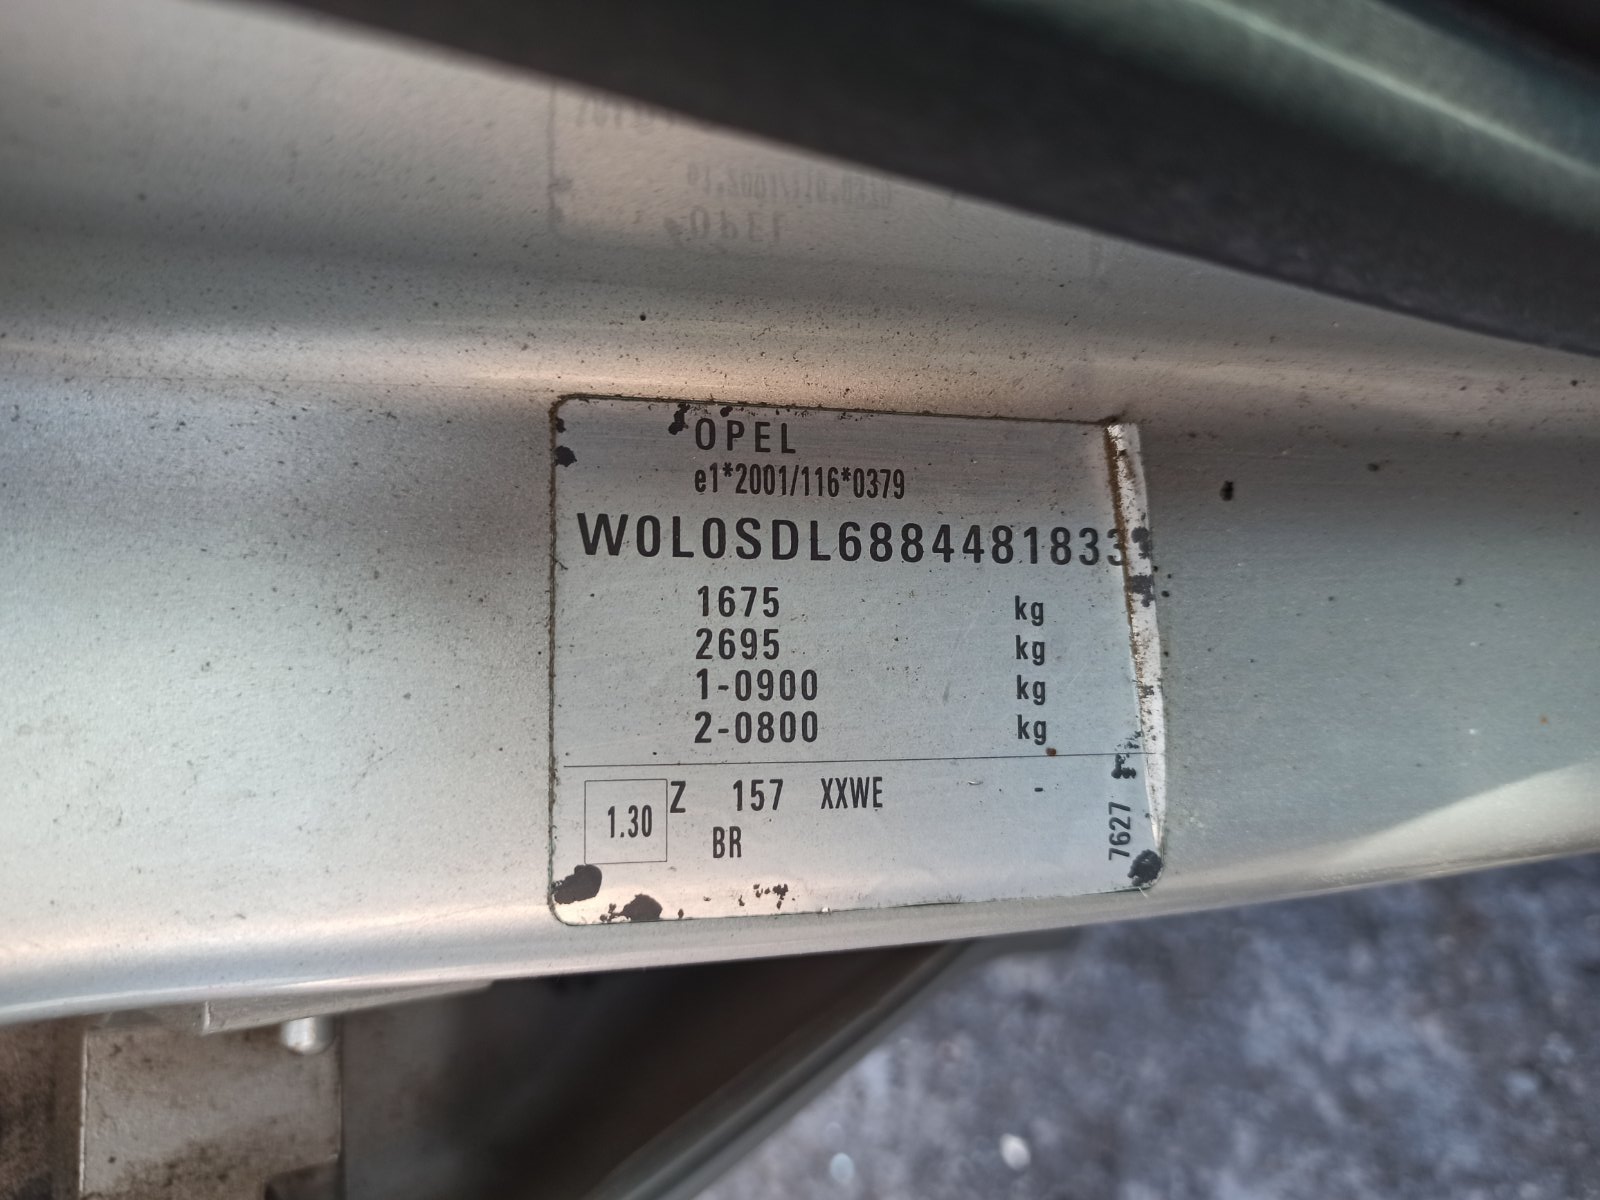 OPEL
e1*2001/116*0379
W0L0SDL6884481833
1675 kg
2695 kg
1-0900 kg
2-0800 kg
1.30 Z 157 XXWE -
BR
7627